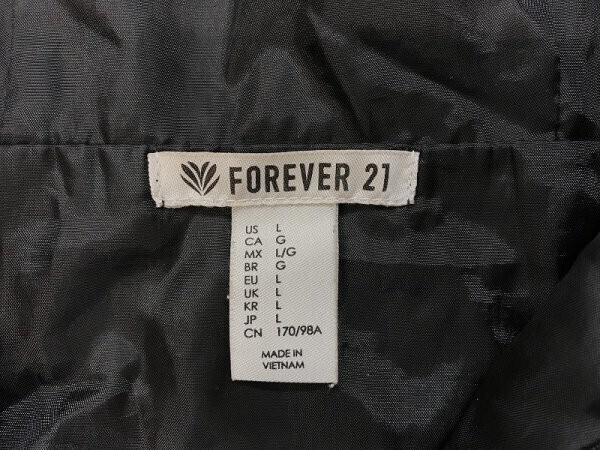 FOREVER 21
US L
CA G
MX L/G
BR G
EU L
UK L
KR L
JP L
CN 170/98A
MADE IN
VIETNAM